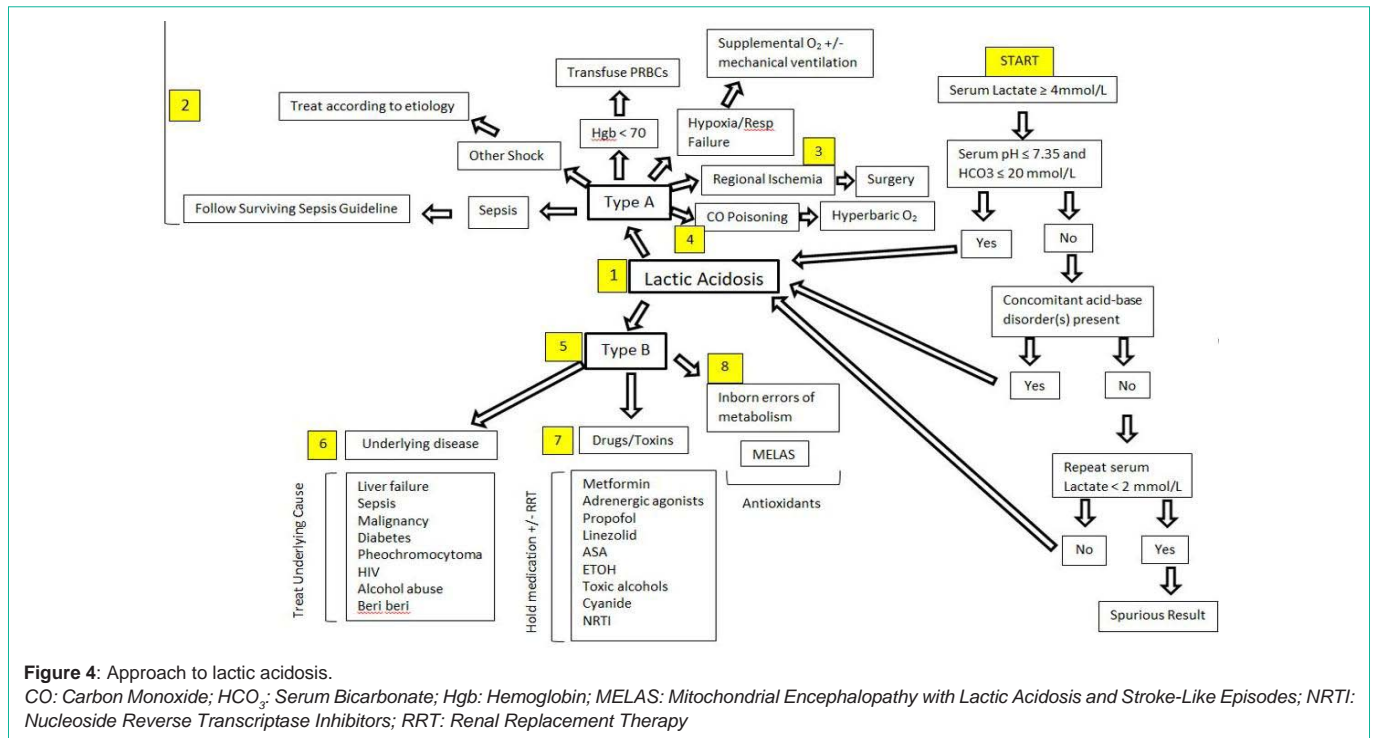 START
Serum Lactate ≥ 4mmol/L
Serum pH ≤ 7.35 and
HCO3 ≤ 20 mmol/L
Yes
No
Concomitant acid-base
disorder(s) present
Yes
No
Repeat serum
Lactate < 2 mmol/L
No
Yes
Spurious Result
1
Lactic Acidosis
Type A
2
Treat according to etiology
Other Shock
Follow Surviving Sepsis Guideline
Sepsis
Transfuse PRBCs
Hgb < 70
Supplemental O₂ +/-
mechanical ventilation
Hypoxia/Resp
Failure
3
Regional Ischemia
Surgery
CO Poisoning
Hyperbaric O₂
4
5
Type B
6
Underlying disease
Treat Underlying Cause
Liver failure
Sepsis
Malignancy
Diabetes
Pheochromocytoma
HIV
Alcohol abuse
Beri beri
7
Drugs/Toxins
Hold medication +/- RRT
Metformin
Adrenergic agonists
Propofol
Linezolid
ASA
ETOH
Toxic alcohols
Cyanide
NRTI
8
Inborn errors of
metabolism
MELAS
Antioxidants
Figure 4: Approach to lactic acidosis.
CO: Carbon Monoxide; HCO₃: Serum Bicarbonate; Hgb: Hemoglobin; MELAS: Mitochondrial Encephalopathy with Lactic Acidosis and Stroke-Like Episodes; NRTI:
Nucleoside Reverse Transcriptase Inhibitors; RRT: Renal Replacement Therapy